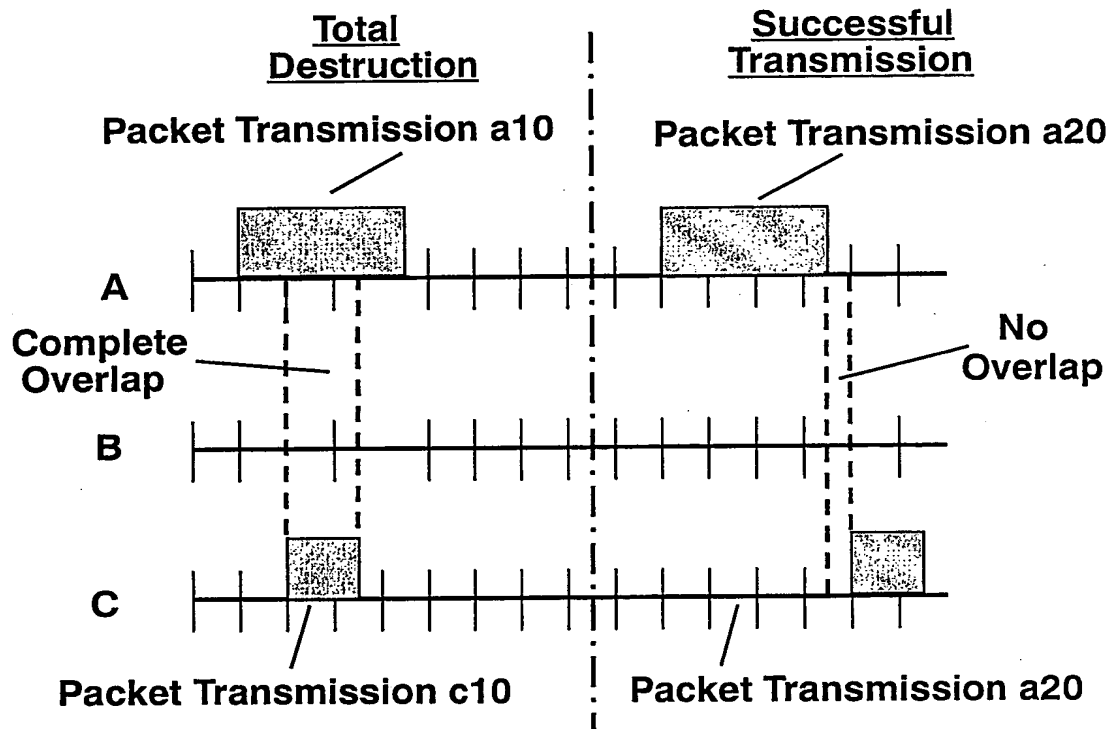 Total
Destruction
Successful
Transmission
Packet Transmission a10
Packet Transmission a20
A
Complete
Overlap
No
Overlap
B
C
Packet Transmission c10
Packet Transmission a20